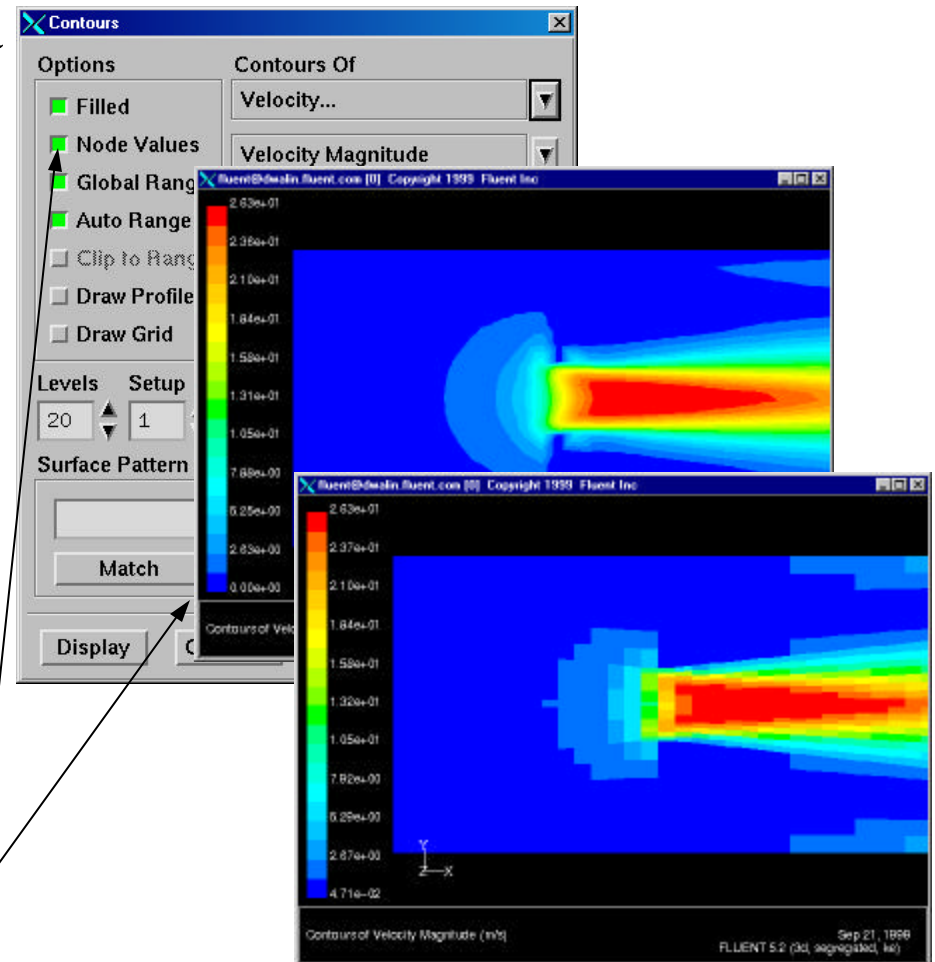 Contours
Options
Contours Of
Filled
Velocity...
Node Values
Velocity Magnitude
Global Rang
Auto Range
Clip to Rang
Draw Profile
Draw Grid
Levels Setup
20 1
Surface Pattern
Match
Display C
fluent@dwalin.fluent.com [0] Copyright 1999 Fluent Inc
2.63e+01
2.36e+01
2.10e+01
1.84e+01
1.58e+01
1.31e+01
1.05e+01
7.88e+00
5.25e+00
2.63e+00
0.00e+00
Contours of Velo
fluent@dwalin.fluent.com [0] Copyright 1999 Fluent Inc
2.63e+01
2.37e+01
2.10e+01
1.84e+01
1.58e+01
1.32e+01
1.05e+01
7.92e+00
5.29e+00
2.67e+00
4.71e-02
Y
Z X
Contours of Velocity Magnitude (m/s)
Sep 21, 1999
FLUENT 5.2 (3d, segregated, ke)